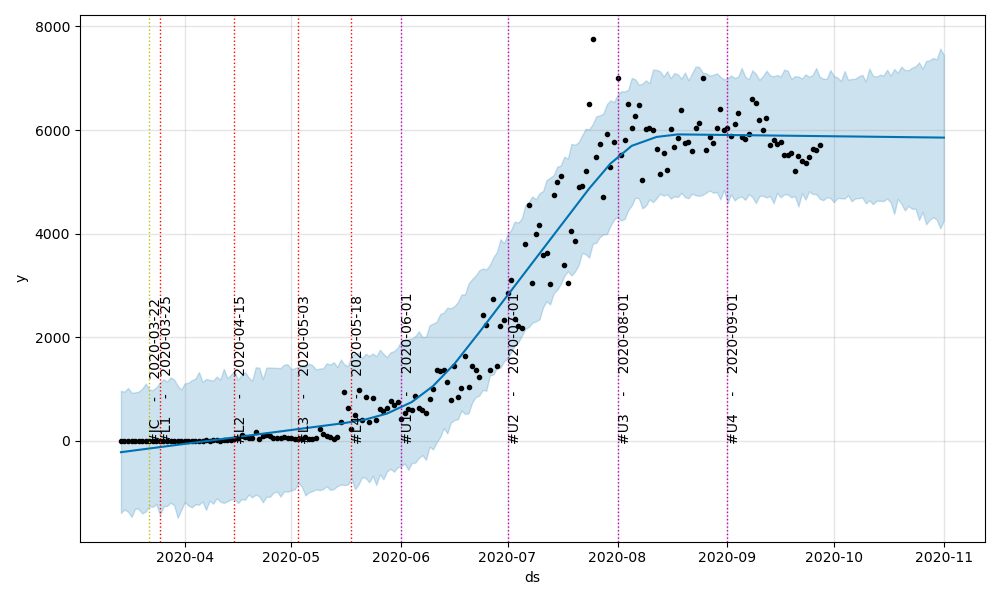 8000
6000
4000
2000
0
y
#JC - 2020-03-22
#L1 - 2020-03-25
#L2 - 2020-04-15
#L3 - 2020-05-03
#L4 - 2020-05-18
#U1 - 2020-06-01
#U2 - 2020-07-01
#U3 - 2020-08-01
#U4 - 2020-09-01
2020-04 2020-05 2020-06 2020-07 2020-08 2020-09 2020-10 2020-11
ds